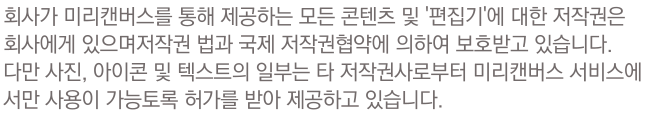 회사가 미리캔버스를 통해 제공하는 모든 콘텐츠 및 '편집기'에 대한 저작권은
회사에게 있으며저작권 법과 국제 저작권협약에 의하여 보호받고 있습니다.
다만 사진, 아이콘 및 텍스트의 일부는 타 저작권사로부터 미리캔버스 서비스에
서만 사용이 가능토록 허가를 받아 제공하고 있습니다.